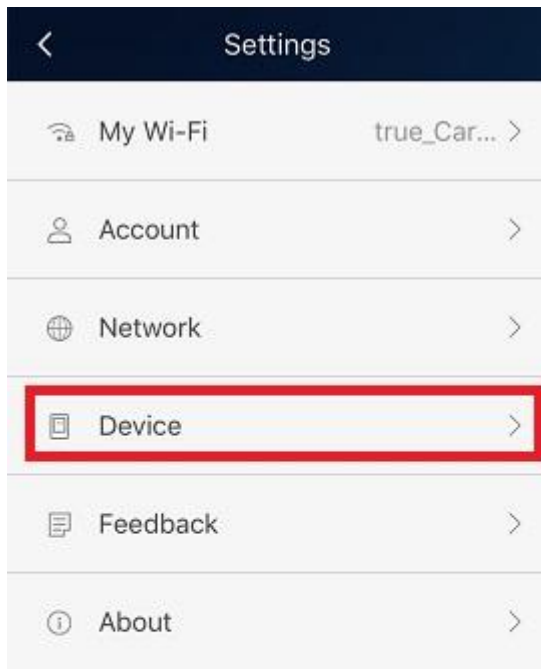 Settings
My Wi-Fi true_Car...
Account
Network
Device
Feedback
About